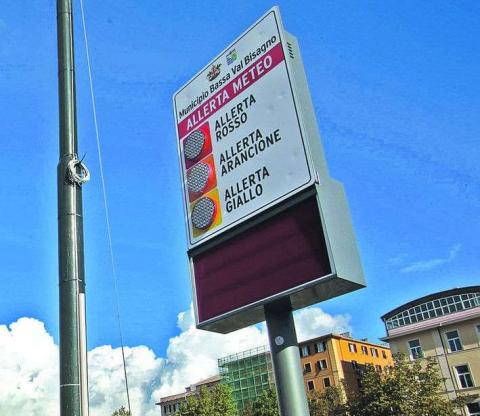 Municipio Bassa Val Bisagno
ALLERTA METEO
ALLERTA
ROSSO
ALLERTA
ARANCIONE
ALLERTA
GIALLO